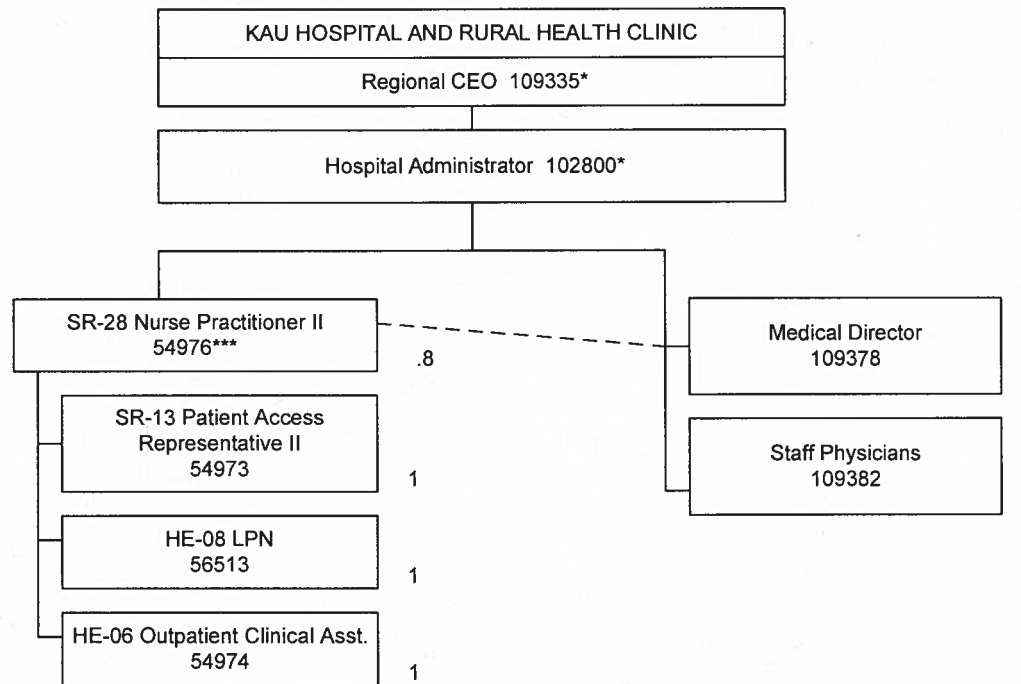 KAU HOSPITAL AND RURAL HEALTH CLINIC
Regional CEO 109335*
Hospital Administrator 102800*
SR-28 Nurse Practitioner II
54976***
.8
Medical Director
109378
SR-13 Patient Access
Representative II
54973
1
Staff Physicians
109382
HE-08 LPN
56513
1
HE-06 Outpatient Clinical Asst.
54974
1